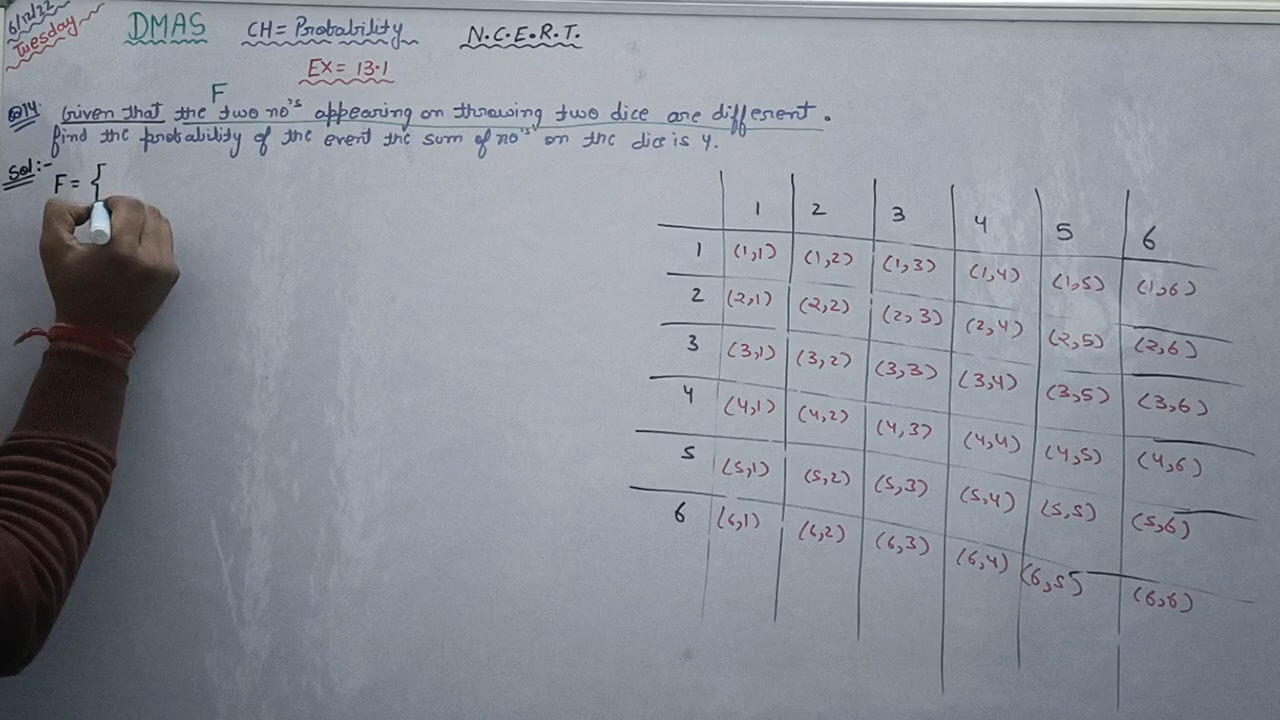 6/12/22
Tuesday
DMAS CH = Probability N.C.E.R.T.
EX = 13.1
F
Q14. Given that the two no's appearing on throwing two dice are different.
find the probability of the event the sum of no's on the dice is 4.
Sol:-
F = {
1 2 3 4 5 6
1 (1,1) (1,2) (1,3) (1,4) (1,5) (1,6)
2 (2,1) (2,2) (2,3) (2,4) (2,5) (2,6)
3 (3,1) (3,2) (3,3) (3,4) (3,5) (3,6)
4 (4,1) (4,2) (4,3) (4,4) (4,5) (4,6)
5 (5,1) (5,2) (5,3) (5,4) (5,5) (5,6)
6 (6,1) (6,2) (6,3) (6,4) (6,5) (6,6)